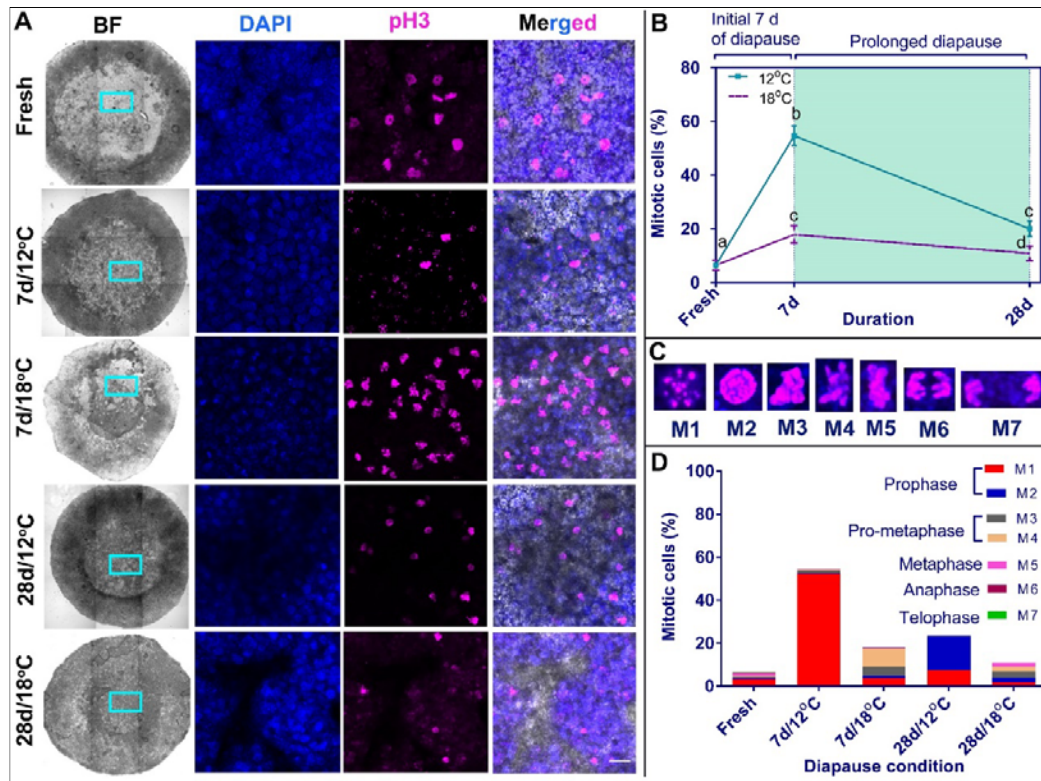 A
BF
DAPI
pH3
Merged
Fresh
7d/12°C
7d/18°C
28d/12°C
28d/18°C
B
Initial 7 d
of diapause
Prolonged diapause
Mitotic cells (%)
80
60
40
20
0
12°C
18°C
a
b
c
c
d
Fresh
7d
28d
Duration
C
M1
M2
M3
M4
M5
M6
M7
D
Mitotic cells (%)
100
80
60
40
20
0
Prophase
M1
M2
Pro-metaphase
M3
M4
Metaphase
M5
Anaphase
M6
Telophase
M7
Fresh
7d/12°C
7d/18°C
28d/12°C
28d/18°C
Diapause condition